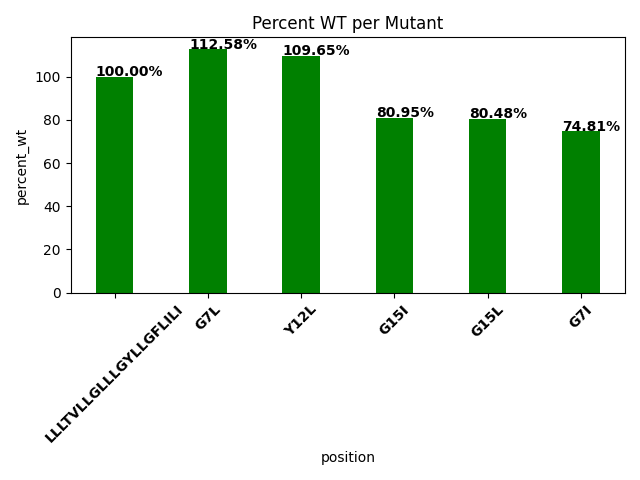 Percent WT per Mutant
percent_wt
100
80
60
40
20
0
100.00%
112.58%
109.65%
80.95%
80.48%
74.81%
LLLTVLLGLLLGYLLGFLILI
G7L
Y12L
G15I
G15L
G7I
position